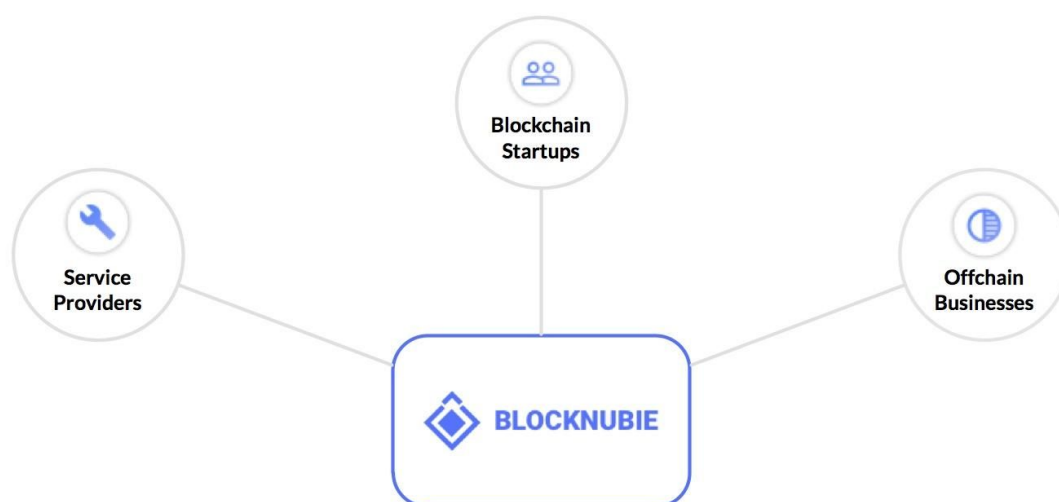 Blockchain
Startups
Service
Providers
Offchain
Businesses
BLOCKNUBIE